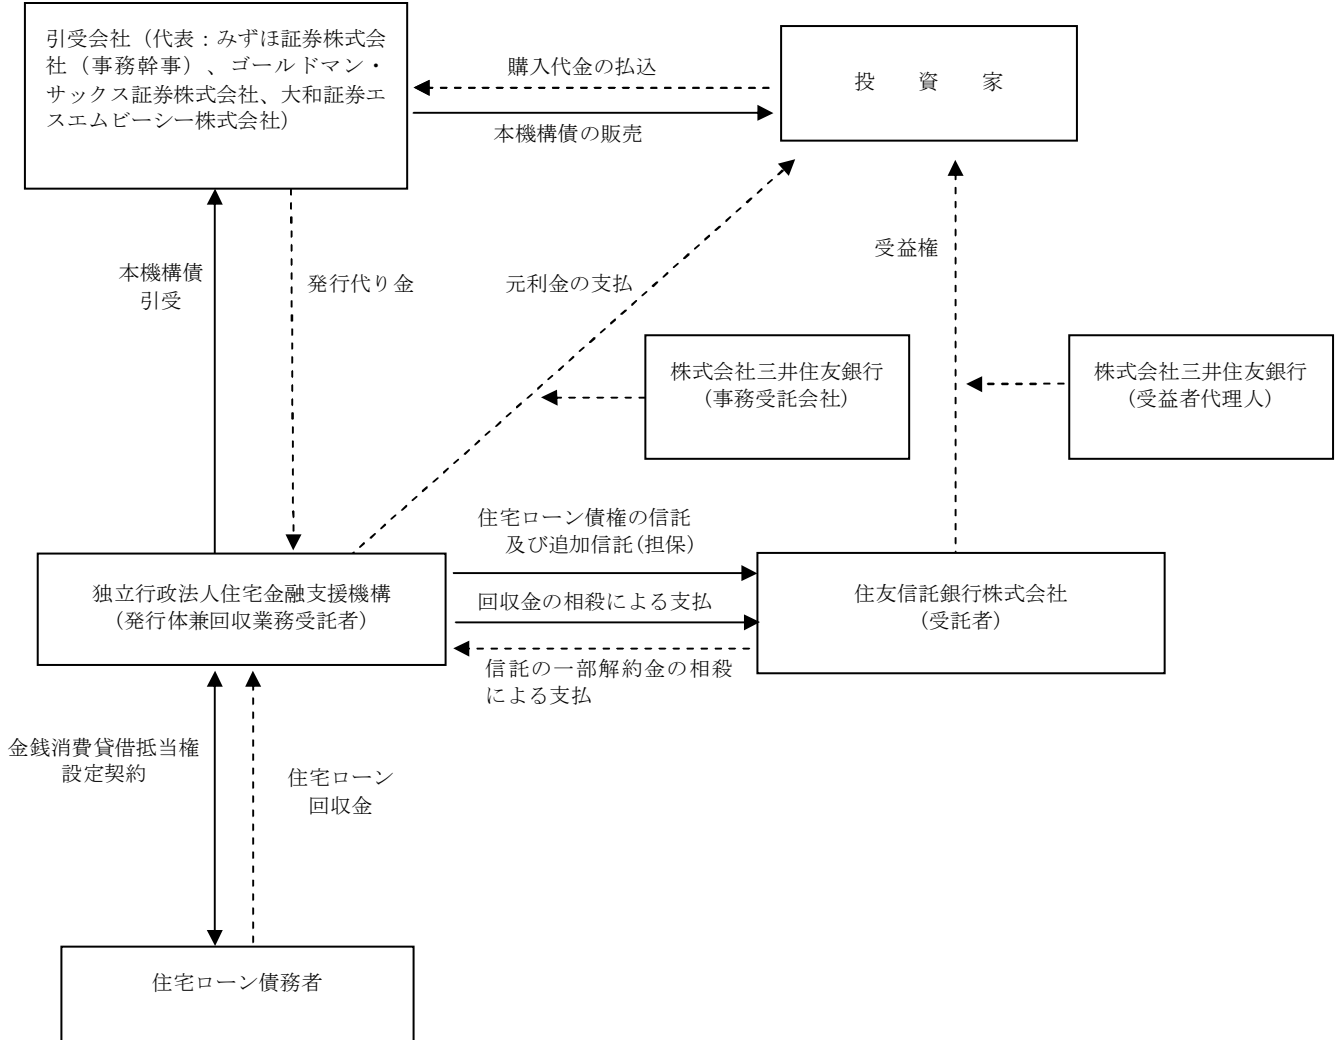 引受会社（代表：みずほ証券株式会
社（事務幹事）、ゴールドマン・
サックス証券株式会社、大和証券エ
スエムビーシー株式会社）
購入代金の払込
本機構債の販売
投　資　家
本機構債
引受
発行代り金
元利金の支払
受益権
株式会社三井住友銀行
（事務受託会社）
株式会社三井住友銀行
（受益者代理人）
住宅ローン債権の信託
及び追加信託(担保)
独立行政法人住宅金融支援機構
（発行体兼回収業務受託者）
回収金の相殺による支払
住友信託銀行株式会社
（受託者）
信託の一部解約金の相殺
による支払
金銭消費貸借抵当権
設定契約
住宅ローン
回収金
住宅ローン債務者